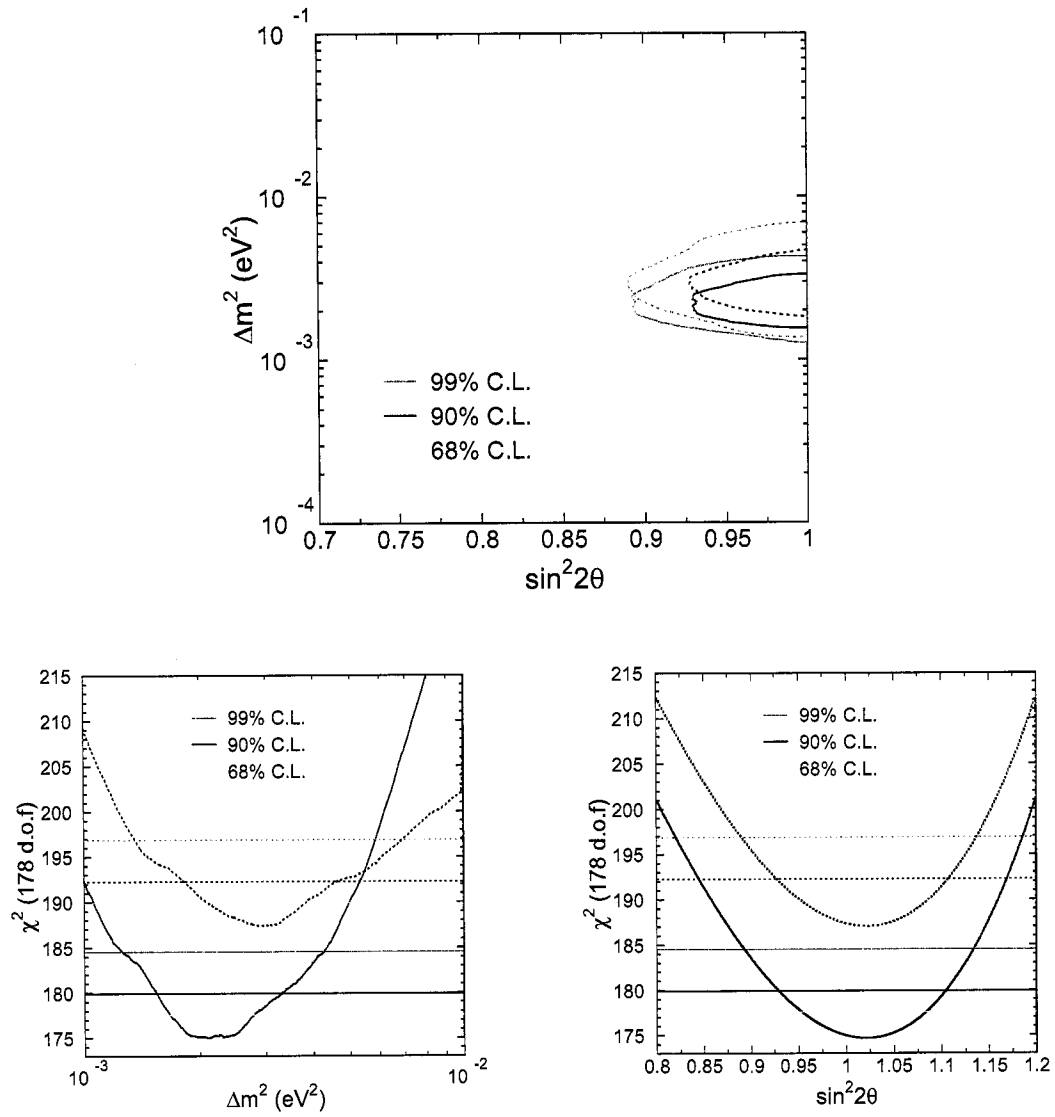 10⁻¹
10⁻²
10⁻³
10⁻⁴
Δm² (eV²)
99% C.L.
90% C.L.
68% C.L.
0.7 0.75 0.8 0.85 0.9 0.95 1
sin²2θ
215
210
205
200
195
190
185
180
175
χ² (178 d.o.f)
99% C.L.
90% C.L.
68% C.L.
10⁻³ 10⁻²
Δm² (eV²)
215
210
205
200
195
190
185
180
175
χ² (178 d.o.f)
99% C.L.
90% C.L.
68% C.L.
0.8 0.85 0.9 0.95 1 1.05 1.1 1.15 1.2
sin²2θ